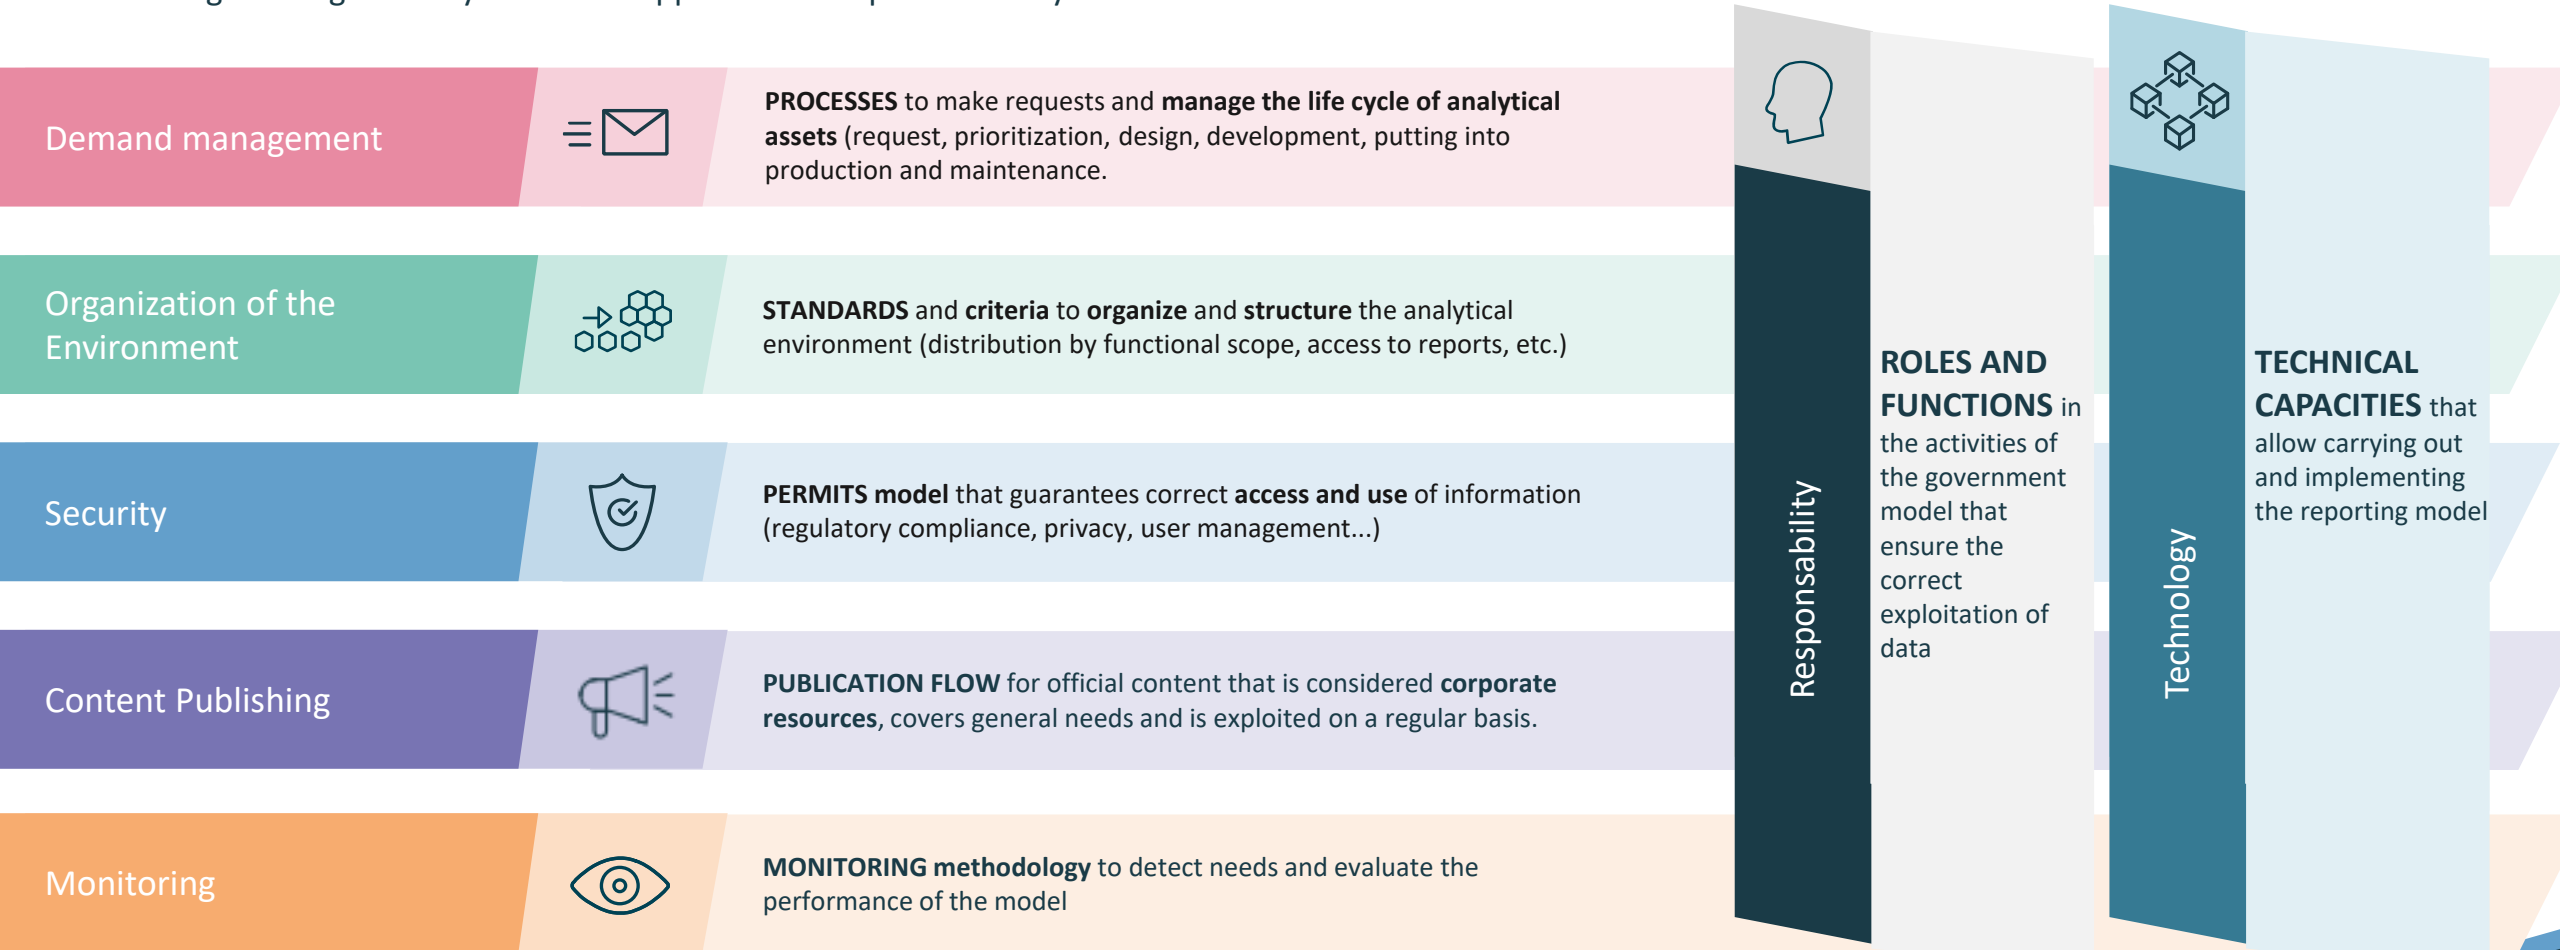 Demand management
PROCESSES to make requests and manage the life cycle of analytical
assets (request, prioritization, design, development, putting into
production and maintenance.
Organization of the
Environment
STANDARDS and criteria to organize and structure the analytical
environment (distribution by functional scope, access to reports, etc.)
Security
PERMITS model that guarantees correct access and use of information
(regulatory compliance, privacy, user management...)
Content Publishing
PUBLICATION FLOW for official content that is considered corporate
resources, covers general needs and is exploited on a regular basis.
Monitoring
MONITORING methodology to detect needs and evaluate the
performance of the model
Responsability
ROLES AND
FUNCTIONS in
the activities of
the government
model that
ensure the
correct
exploitation of
data
Technology
TECHNICAL
CAPACITIES that
allow carrying out
and implementing
the reporting model